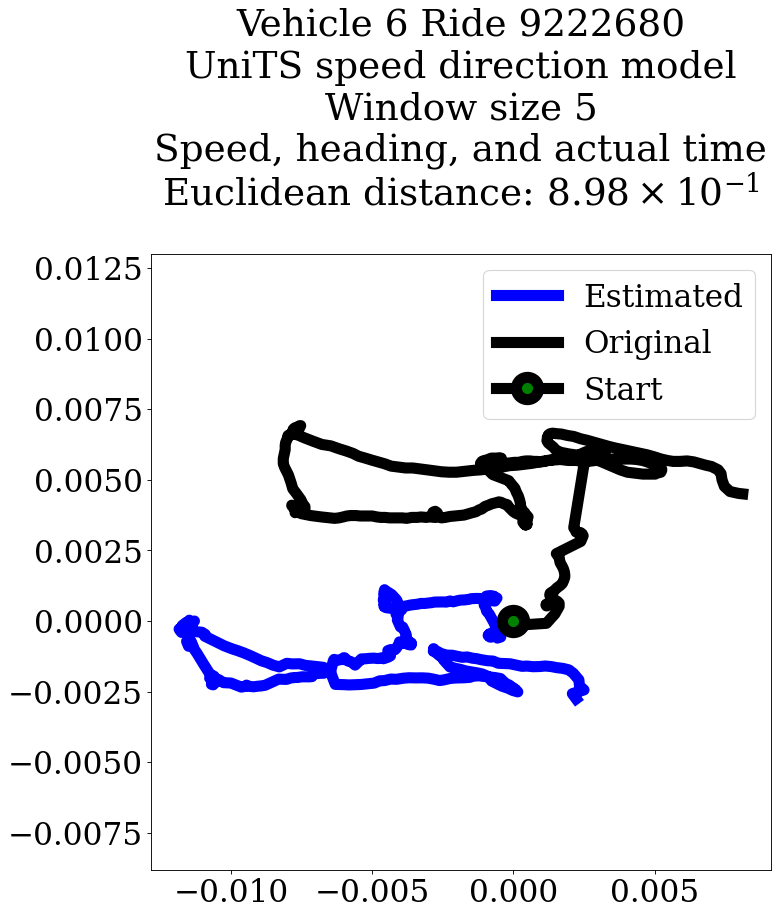 Vehicle 6 Ride 9222680
UniTS speed direction model
Window size 5
Speed, heading, and actual time
Euclidean distance: 8.98 × 10⁻¹
Estimated
Original
Start
0.0125
0.0100
0.0075
0.0050
0.0025
0.0000
−0.0025
−0.0050
−0.0075
−0.010 −0.005 0.000 0.005